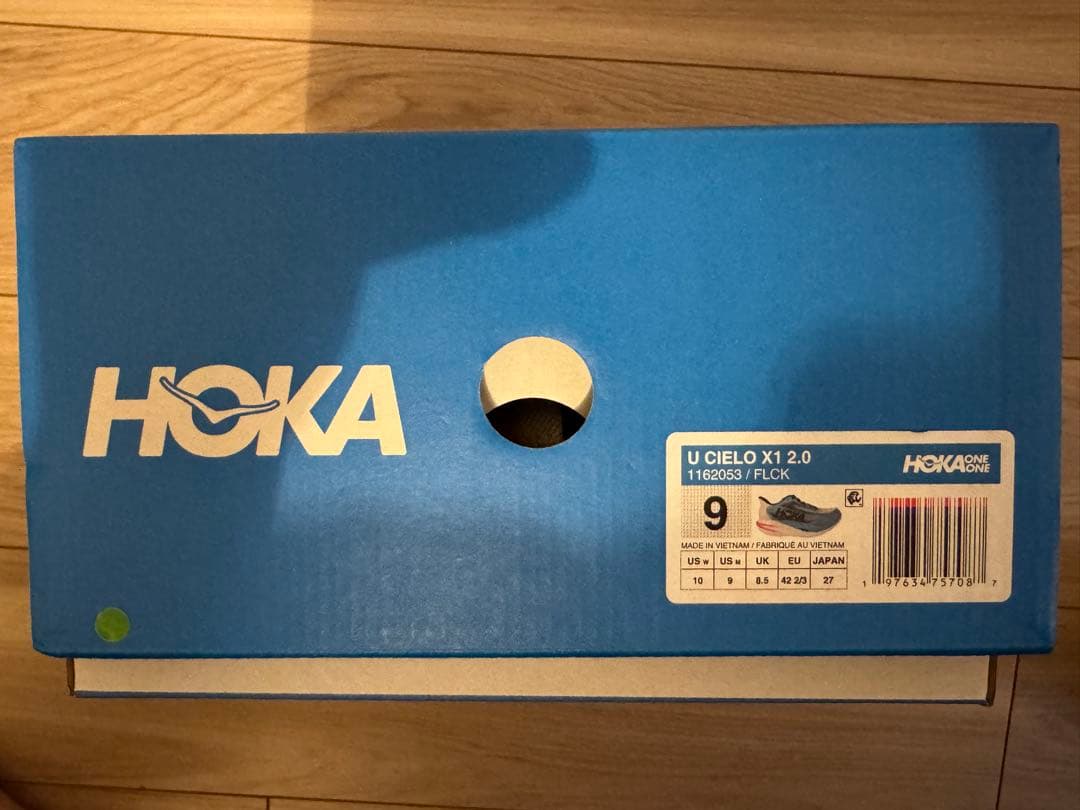 HOKA
U CIELO X1 2.0
1162053 / FLCK
HOKA ONE ONE
9
HOKA
MADE IN VIETNAM / FABRIQUÉ AU VIETNAM
US W US M UK EU JAPAN
10 9 8.5 42 2/3 27
1 97634 75708 7